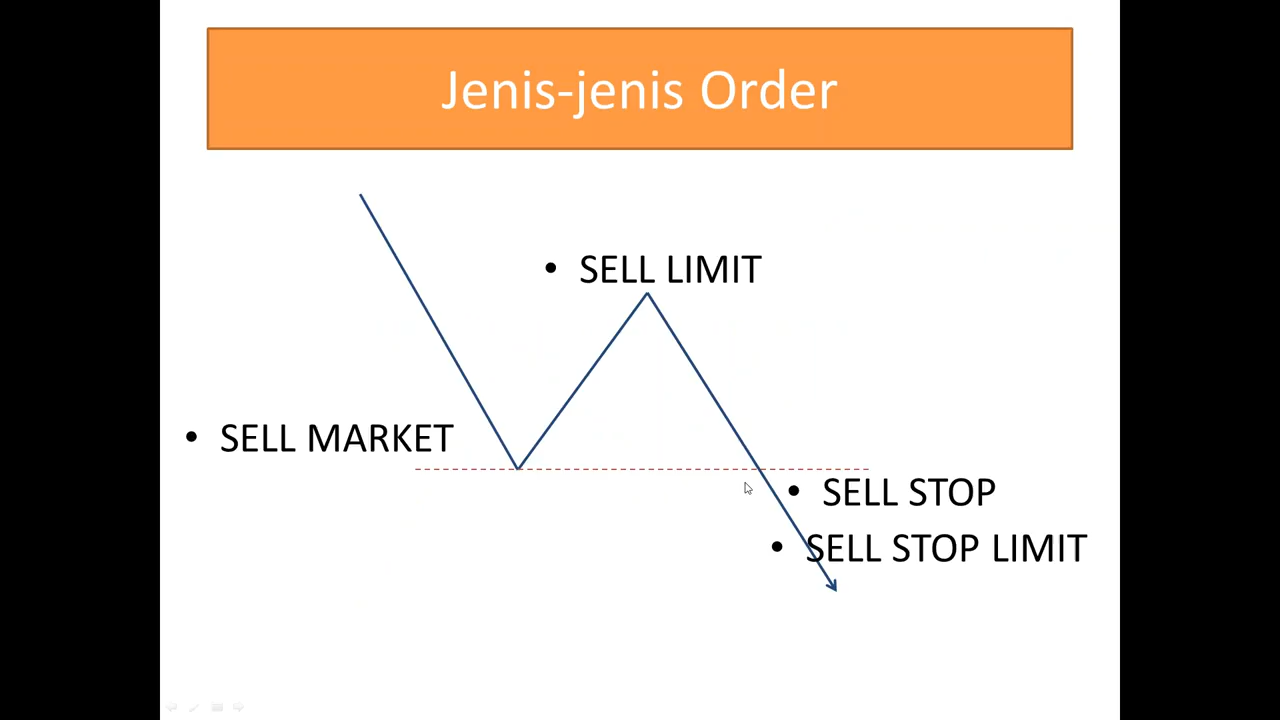 Jenis-jenis Order
• SELL LIMIT
• SELL MARKET
• SELL STOP
• SELL STOP LIMIT